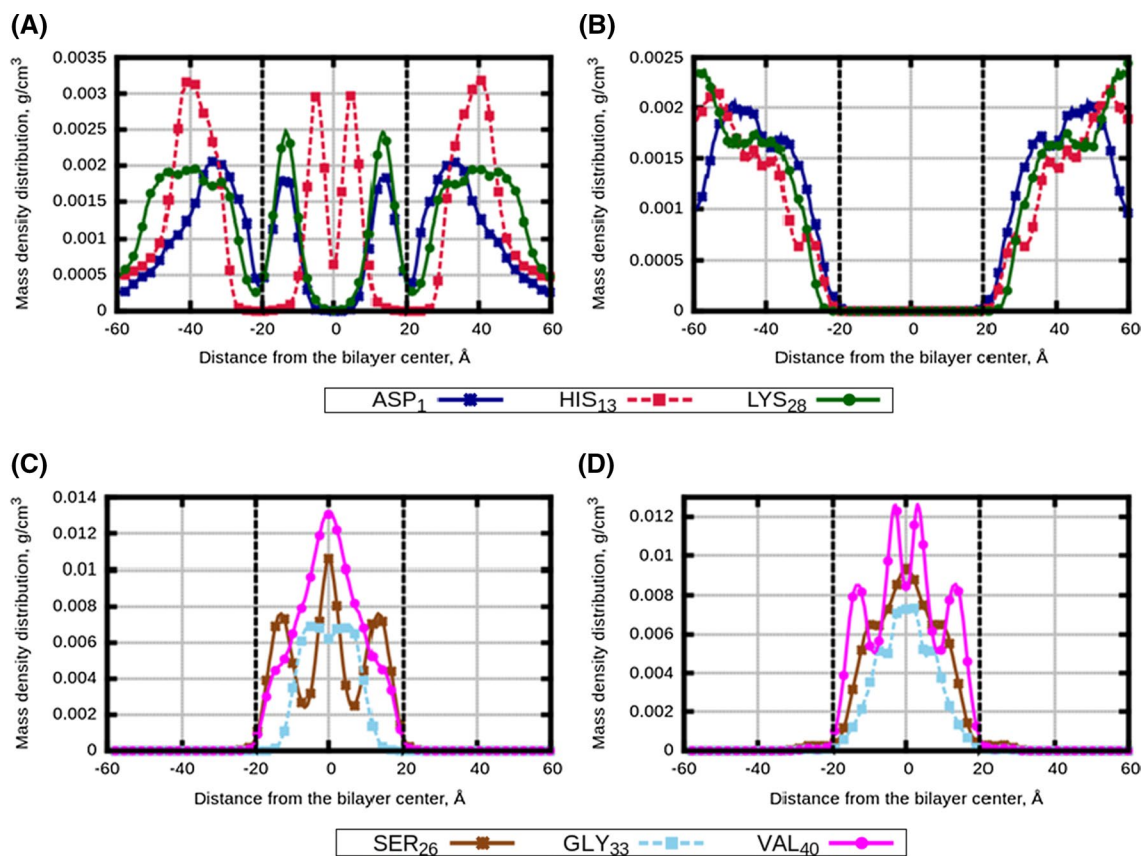 (A)
(B)
Mass density distribution, g/cm³
0.0035
0.003
0.0025
0.002
0.0015
0.001
0.0005
0
-60 -40 -20 0 20 40 60
Distance from the bilayer center, Å
Mass density distribution, g/cm³
0.0025
0.002
0.0015
0.001
0.0005
0
-60 -40 -20 0 20 40 60
Distance from the bilayer center, Å
ASP₁ HIS₁₃ LYS₂₈
(C)
(D)
Mass density distribution, g/cm³
0.014
0.012
0.01
0.008
0.006
0.004
0.002
0
-60 -40 -20 0 20 40 60
Distance from the bilayer center, Å
Mass density distribution, g/cm³
0.012
0.01
0.008
0.006
0.004
0.002
0
-60 -40 -20 0 20 40 60
Distance from the bilayer center, Å
SER₂₆ GLY₃₃ VAL₄₀